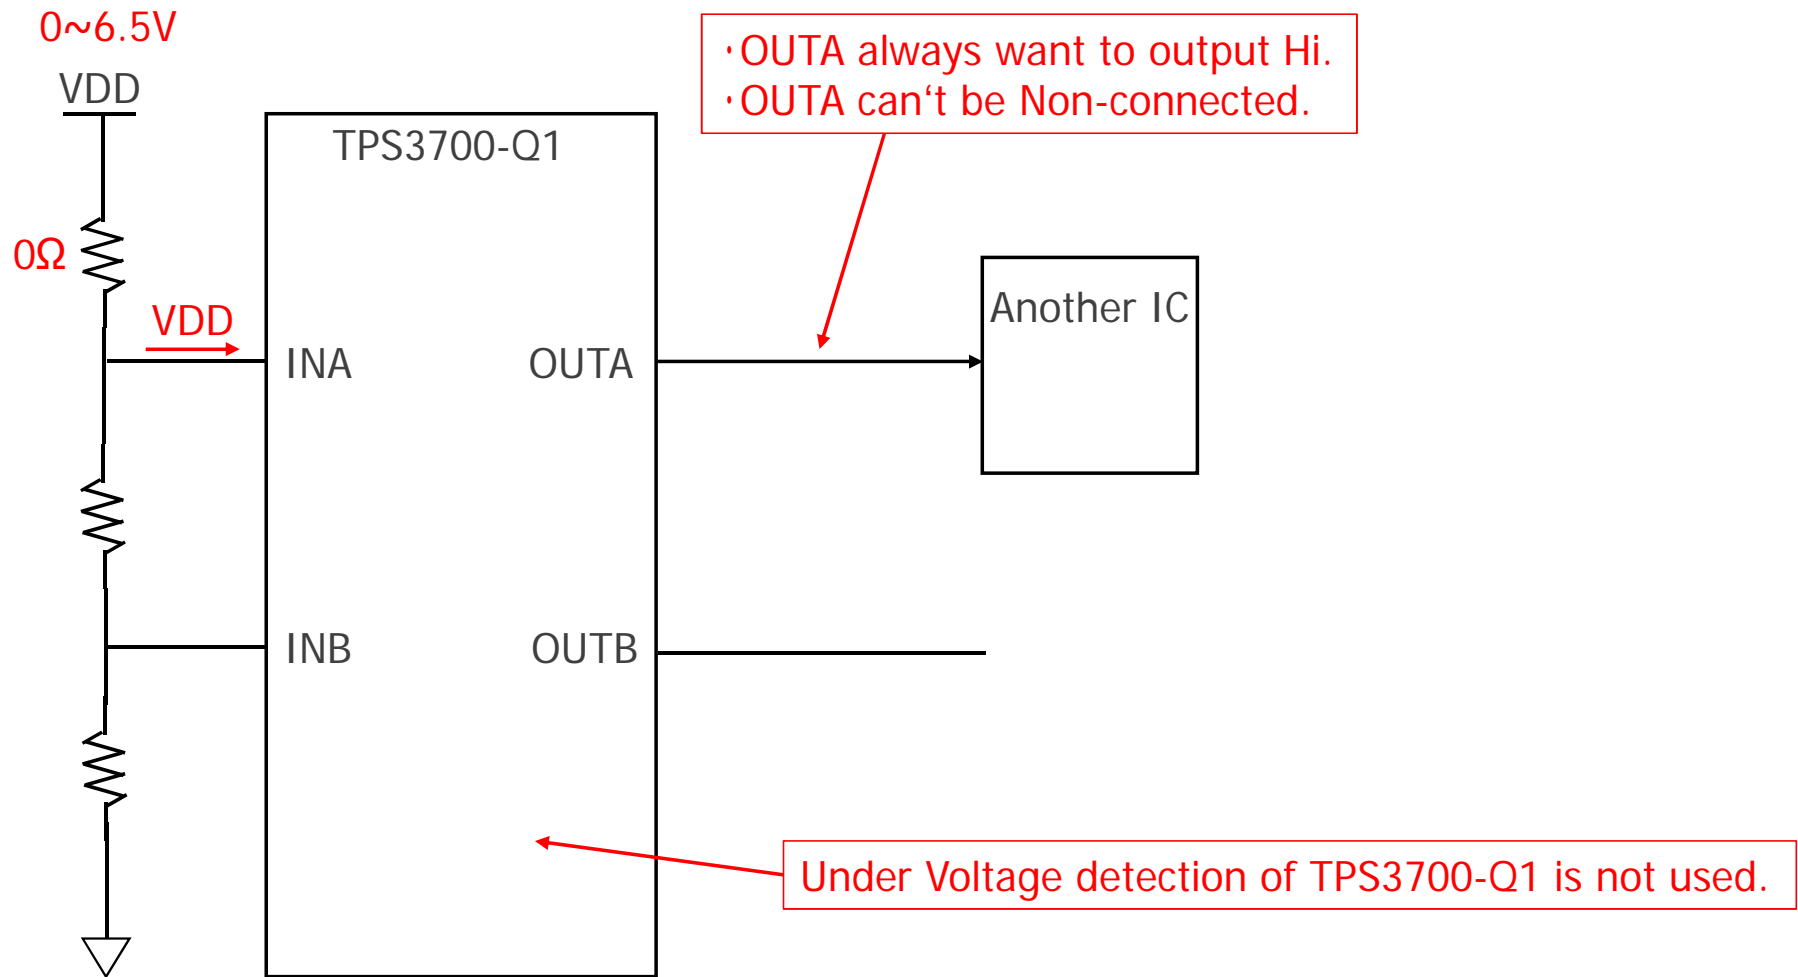 0~6.5V
VDD
0Ω
VDD
TPS3700-Q1
INA
OUTA
INB
OUTB
・OUTA always want to output Hi.
・OUTA can‘t be Non-connected.
Another IC
Under Voltage detection of TPS3700-Q1 is not used.